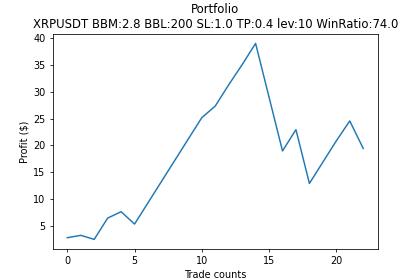 Portfolio
XRPUSDT BBM:2.8 BBL:200 SL:1.0 TP:0.4 lev:10 WinRatio:74.0
40
35
30
25
20
15
10
5
Profit ($)
0 5 10 15 20
Trade counts